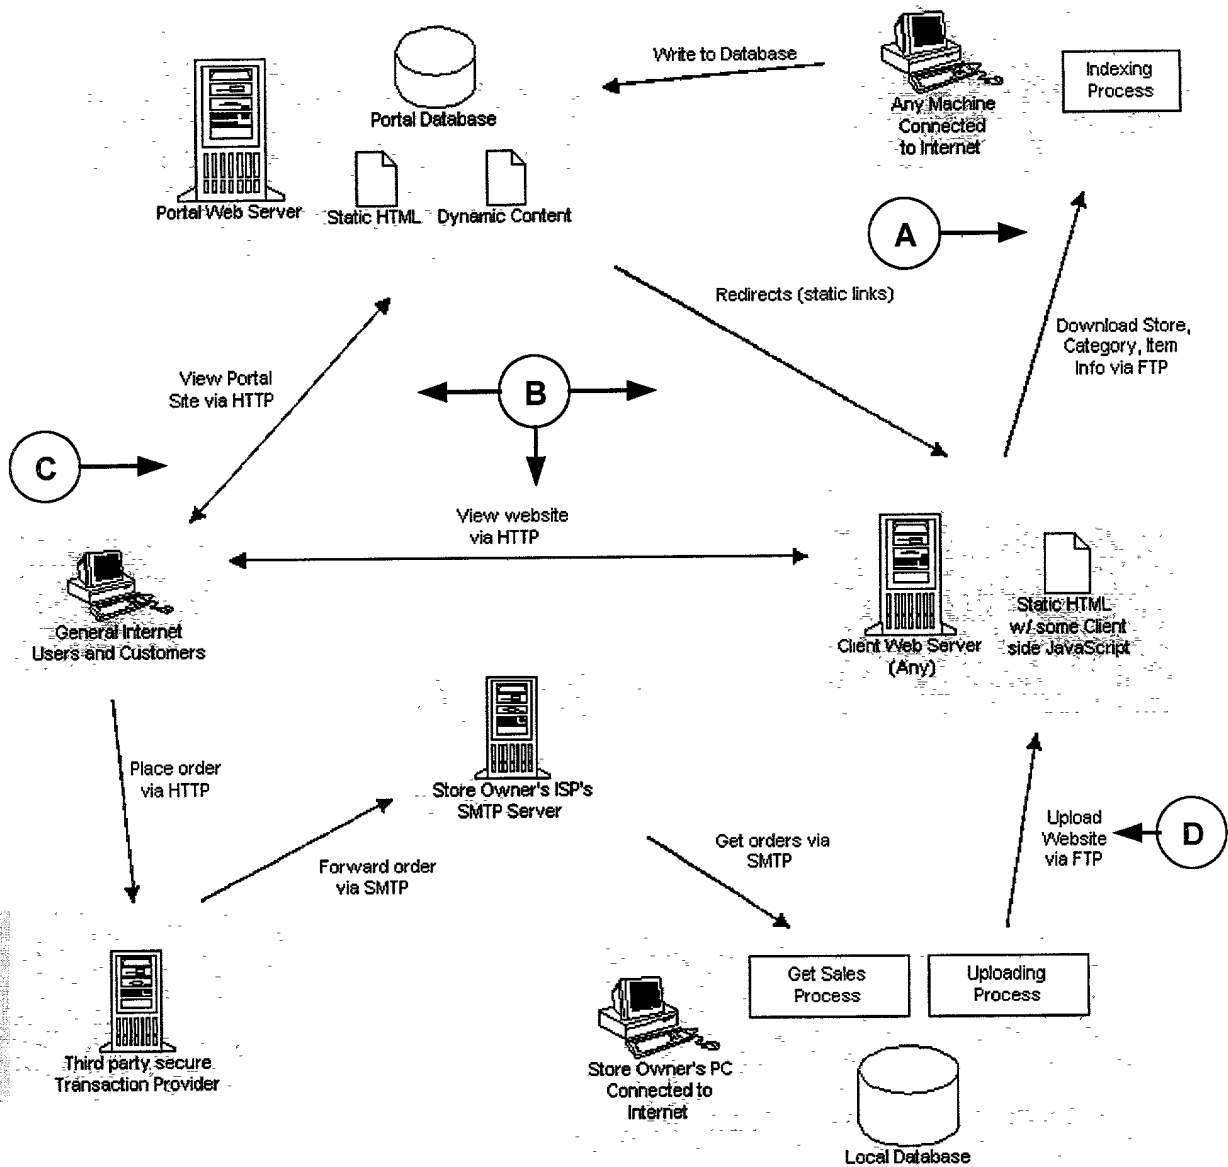 Write to Database
Indexing
Process
Portal Database
Any Machine
Connected
to Internet
Portal Web Server
Static HTML
Dynamic Content
A
Redirects (static links)
Download Store,
Category, Item
Info via FTP
View Portal
Site via HTTP
B
C
View website
via HTTP
General Internet
Users and Customers
Client Web Server
(Any)
Static HTML
w/ some Client
side JavaScript
Place order
via HTTP
Store Owner's ISP's
SMTP Server
Forward order
via SMTP
Get orders via
SMTP
Upload
Website
via FTP
D
Get Sales
Process
Uploading
Process
Third party secure
Transaction Provider
Store Owner's PC
Connected to
Internet
Local Database